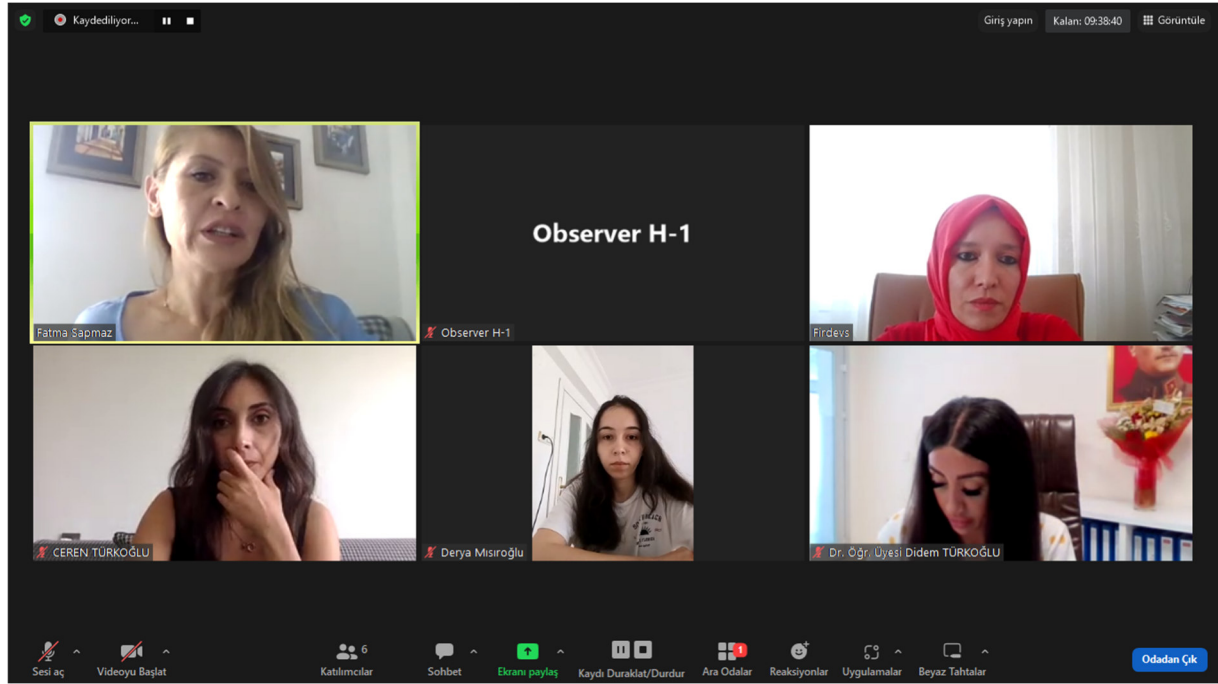 Kaydediliyor...
Giriş yapın
Kalan: 09:38:40
Görüntüle
Fatma Sapmaz
Observer H-1
Observer H-1
Firdevs
CEREN TÜRKOĞLU
Derya Mısıroğlu
Dr. Öğr. Üyesi Didem TÜRKOĞLU
Sesi aç
Videoyu Başlat
6
Katılımcılar
Sohbet
Ekranı paylaş
Kaydı Duraklat/Durdur
1
Ara Odalar
Reaksiyonlar
Uygulamalar
Beyaz Tahtalar
Odadan Çık